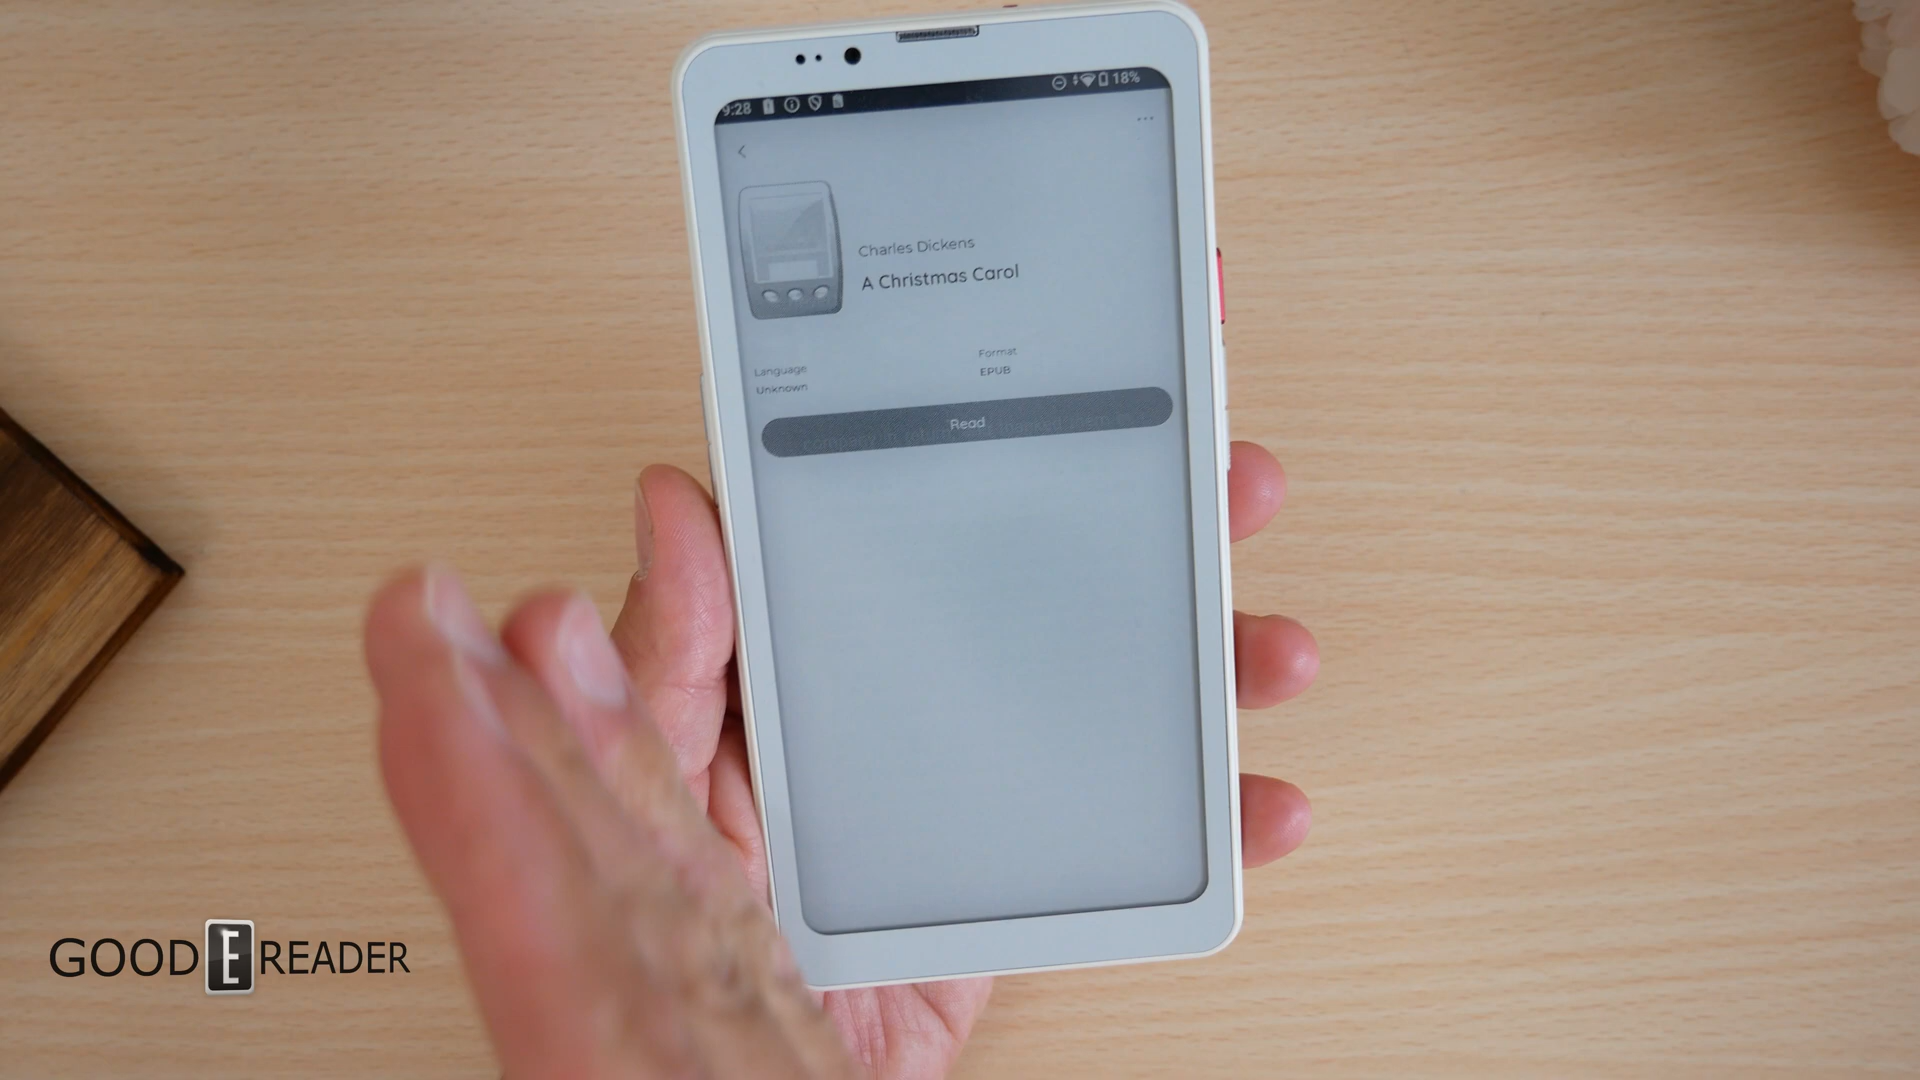 9:28 18%
Charles Dickens
A Christmas Carol
Language
Unknown
Format
EPUB
Read
GOOD E READER